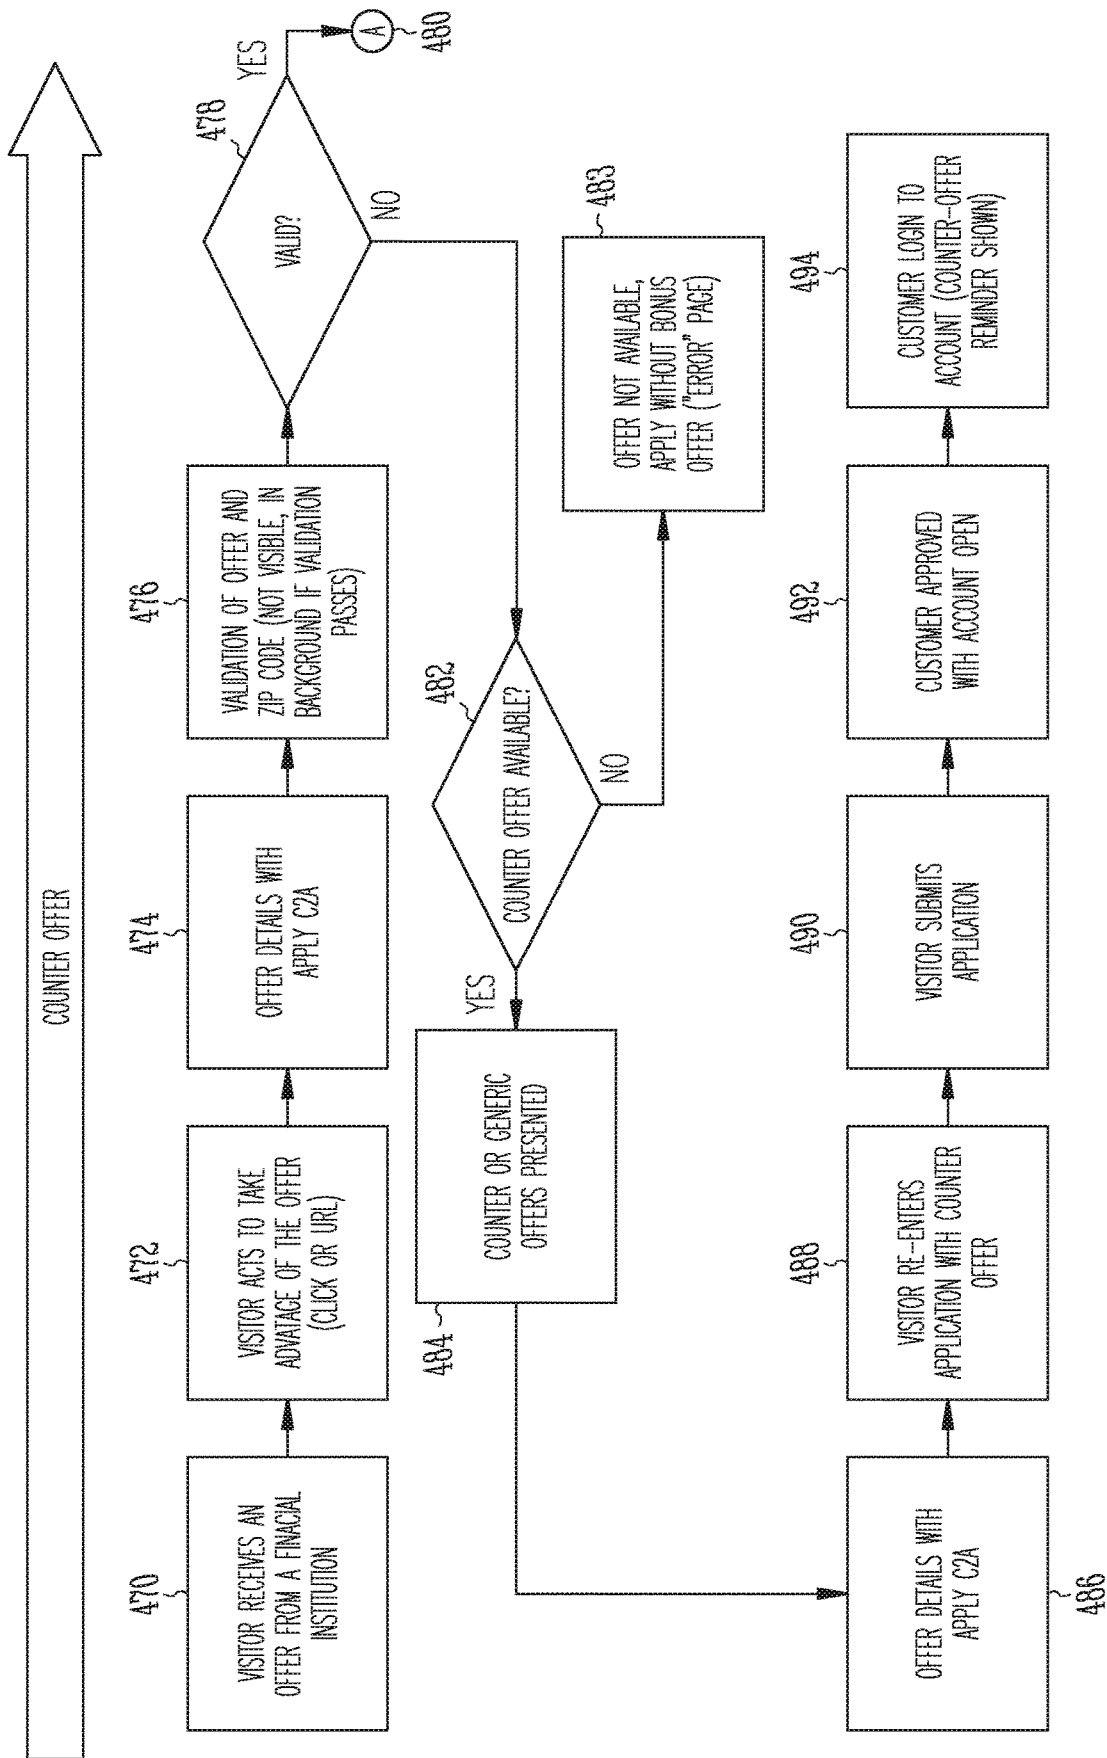 COUNTER OFFER
470
VISITOR RECEIVES AN
OFFER FROM A FINACIAL
INSTITUTION
472
VISITOR ACTS TO TAKE
ADVATAGE OF THE OFFER
(CLICK OR URL)
474
OFFER DETAILS WITH
APPLY C2A
476
VALIDATION OF OFFER AND
ZIP CODE (NOT VISIBLE, IN
BACKGROUND IF VALIDATION
PASSES)
478
VALID?
YES
A
480
NO
482
COUNTER OFFER AVAILABLE?
NO
483
OFFER NOT AVAILABLE,
APPLY WITHOUT BONUS
OFFER ("ERROR" PAGE)
YES
COUNTER OR GENERIC
OFFERS PRESENTED
484
OFFER DETAILS WITH
APPLY C2A
486
488
VISITOR RE-ENTERS
APPLICATION WITH COUNTER
OFFER
490
VISITOR SUBMITS
APPLICATION
492
CUSTOMER APPROVED
WITH ACCOUNT OPEN
494
CUSTOMER LOGIN TO
ACCOUNT (COUNTER-OFFER
REMINDER SHOWN)